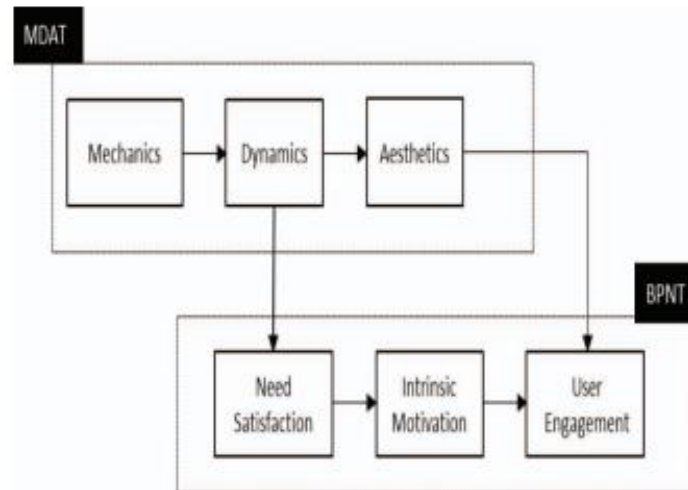 MDAT
Mechanics
Dynamics
Aesthetics
BPNT
Need
Satisfaction
Intrinsic
Motivation
User
Engagement